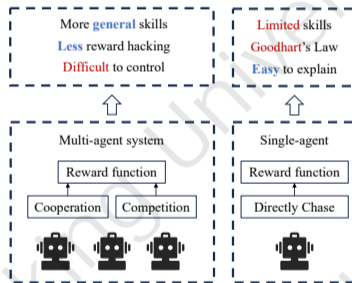 More general skills
Less reward hacking
Difficult to control
Limited skills
Goodhart's Law
Easy to explain
Multi-agent system
Reward function
Cooperation
Competition
Single-agent
Reward function
Directly Chase